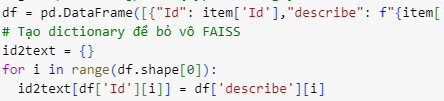 df = pd.DataFrame([{"Id": item['Id'],"describe": f"{item[
# Tạo dictionary để bỏ vô FAISS
id2text = {}
for i in range(df.shape[0]):
  id2text[df['Id'][i]] = df['describe'][i]